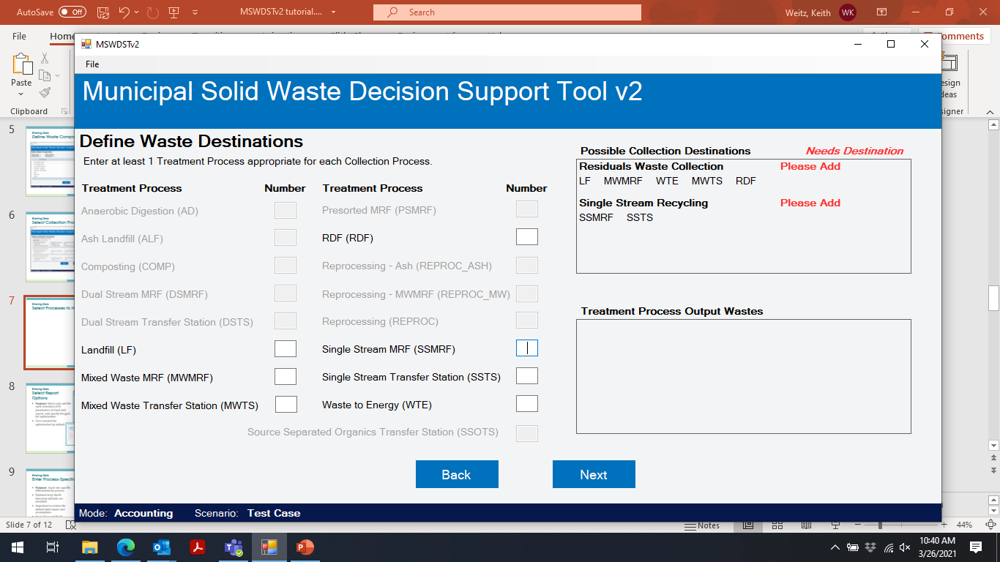 AutoSave Off MSWDSTv2 tutorial.... Search Weitz, Keith WK
File Home Comments
MSWDSTv2
File
Paste
Clipboard
Municipal Solid Waste Decision Support Tool v2
Define Waste Destinations
Enter at least 1 Treatment Process appropriate for each Collection Process.
Treatment Process Number Treatment Process Number
Anaerobic Digestion (AD) Presorted MRF (PSMRF)
Ash Landfill (ALF) RDF (RDF)
Composting (COMP) Reprocessing - Ash (REPROC_ASH)
Dual Stream MRF (DSMRF) Reprocessing - MWMRF (REPROC_MW)
Dual Stream Transfer Station (DSTS) Reprocessing (REPROC)
Landfill (LF) Single Stream MRF (SSMRF)
Mixed Waste MRF (MWMRF) Single Stream Transfer Station (SSTS)
Mixed Waste Transfer Station (MWTS) Waste to Energy (WTE)
Source Separated Organics Transfer Station (SSOTS)
Possible Collection Destinations Needs Destination
Residuals Waste Collection Please Add
LF MWMRF WTE MWTS RDF
Single Stream Recycling Please Add
SSMRF SSTS
Treatment Process Output Wastes
Back Next
Mode: Accounting Scenario: Test Case
5
6
7
8
Select Report
Options
9
Slide 7 of 12 Notes 44%
10:40 AM
3/26/2021